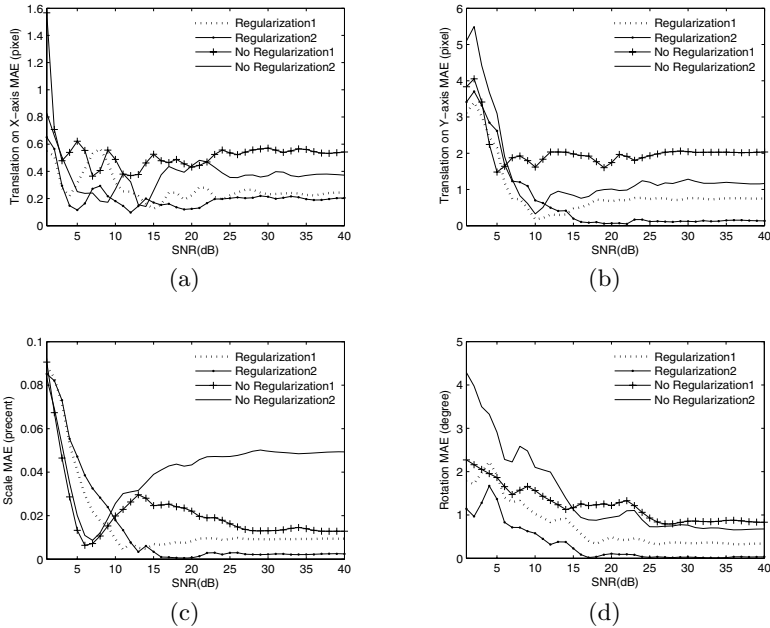 1.6
1.4
1.2
1
0.8
0.6
0.4
0.2
0
Translation on X-axis MAE (pixel)
Regularization1
Regularization2
No Regularization1
No Regularization2
5 10 15 20 25 30 35 40
SNR(dB)
(a)
6
5
4
3
2
1
0
Translation on Y-axis MAE (pixel)
Regularization1
Regularization2
No Regularization1
No Regularization2
5 10 15 20 25 30 35 40
SNR(dB)
(b)
0.1
0.08
0.06
0.04
0.02
0
Scale MAE (precent)
Regularization1
Regularization2
No Regularization1
No Regularization2
5 10 15 20 25 30 35 40
SNR(dB)
(c)
5
4
3
2
1
0
Rotation MAE (degree)
Regularization1
Regularization2
No Regularization1
No Regularization2
5 10 15 20 25 30 35 40
SNR(dB)
(d)